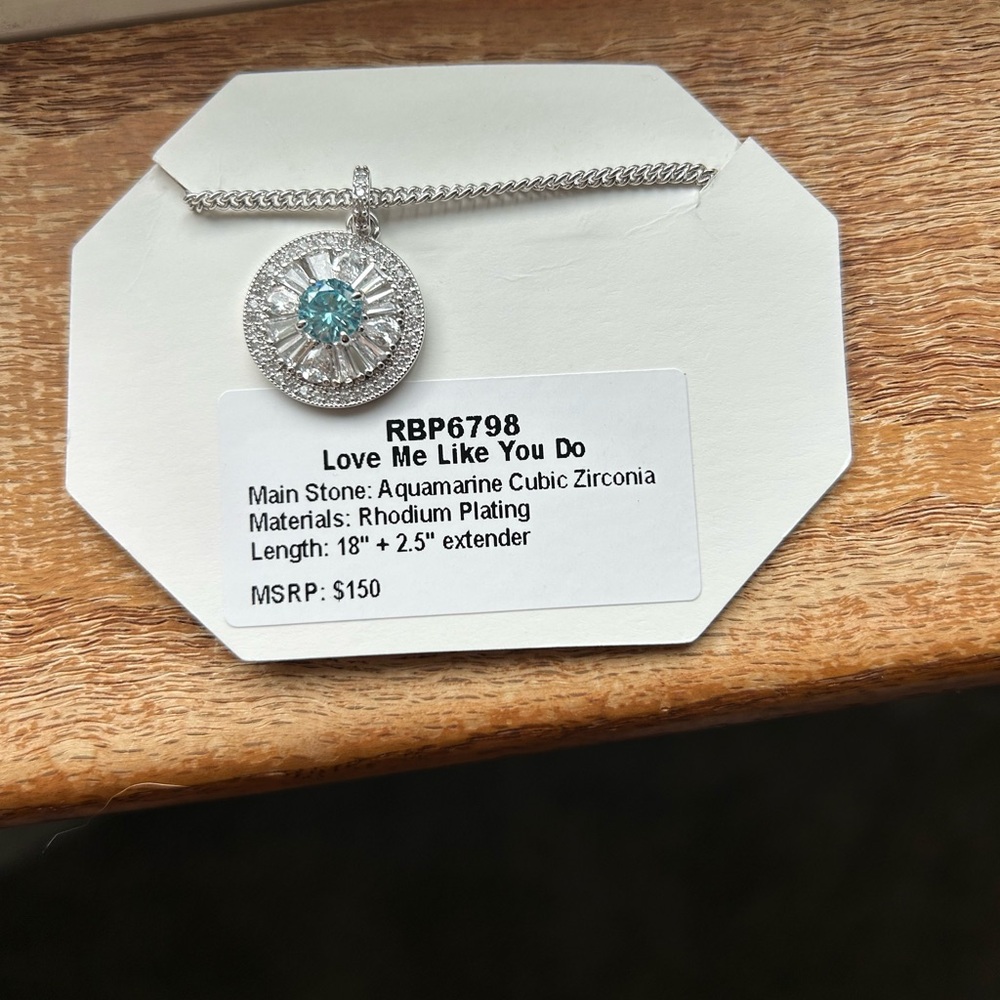 RBP6798
Love Me Like You Do
Main Stone: Aquamarine Cubic Zirconia
Materials: Rhodium Plating
Length: 18" + 2.5" extender
MSRP: $150